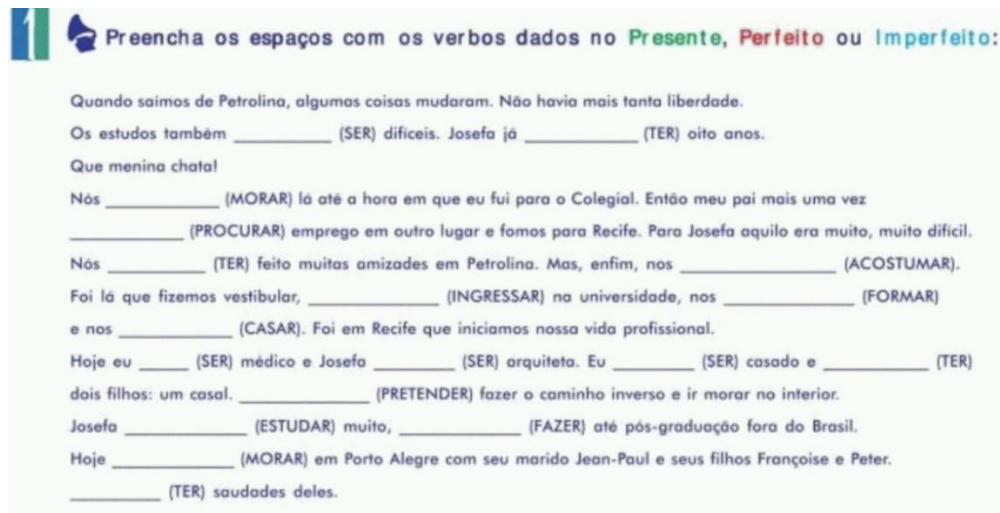 1 Preencha os espaços com os verbos dados no Presente, Perfeito ou Imperfeito:
Quando saímos de Petrolina, algumas coisas mudaram. Não havia mais tanta liberdade.
Os estudos também __________ (SER) difíceis. Josefa já ____________ (TER) oito anos.
Que menina chata!
Nós ____________ (MORAR) lá até a hora em que eu fui para o Colegial. Então meu pai mais uma vez
____________ (PROCURAR) emprego em outro lugar e fomos para Recife. Para Josefa aquilo era muito, muito difícil.
Nós __________ (TER) feito muitas amizades em Petrolina. Mas, enfim, nos ________________ (ACOSTUMAR).
Foi lá que fizemos vestibular, ______________ (INGRESSAR) na universidade, nos ______________ (FORMAR)
e nos ____________ (CASAR). Foi em Recife que iniciamos nossa vida profissional.
Hoje eu _____ (SER) médico e Josefa ________ (SER) arquiteta. Eu ________ (SER) casado e ___________ (TER)
dois filhos: um casal. ______________ (PRETENDER) fazer o caminho inverso e ir morar no interior.
Josefa _____________ (ESTUDAR) muito, _____________ (FAZER) até pós-graduação fora do Brasil.
Hoje _____________ (MORAR) em Porto Alegre com seu marido Jean-Paul e seus filhos Françoise e Peter.
__________ (TER) saudades deles.